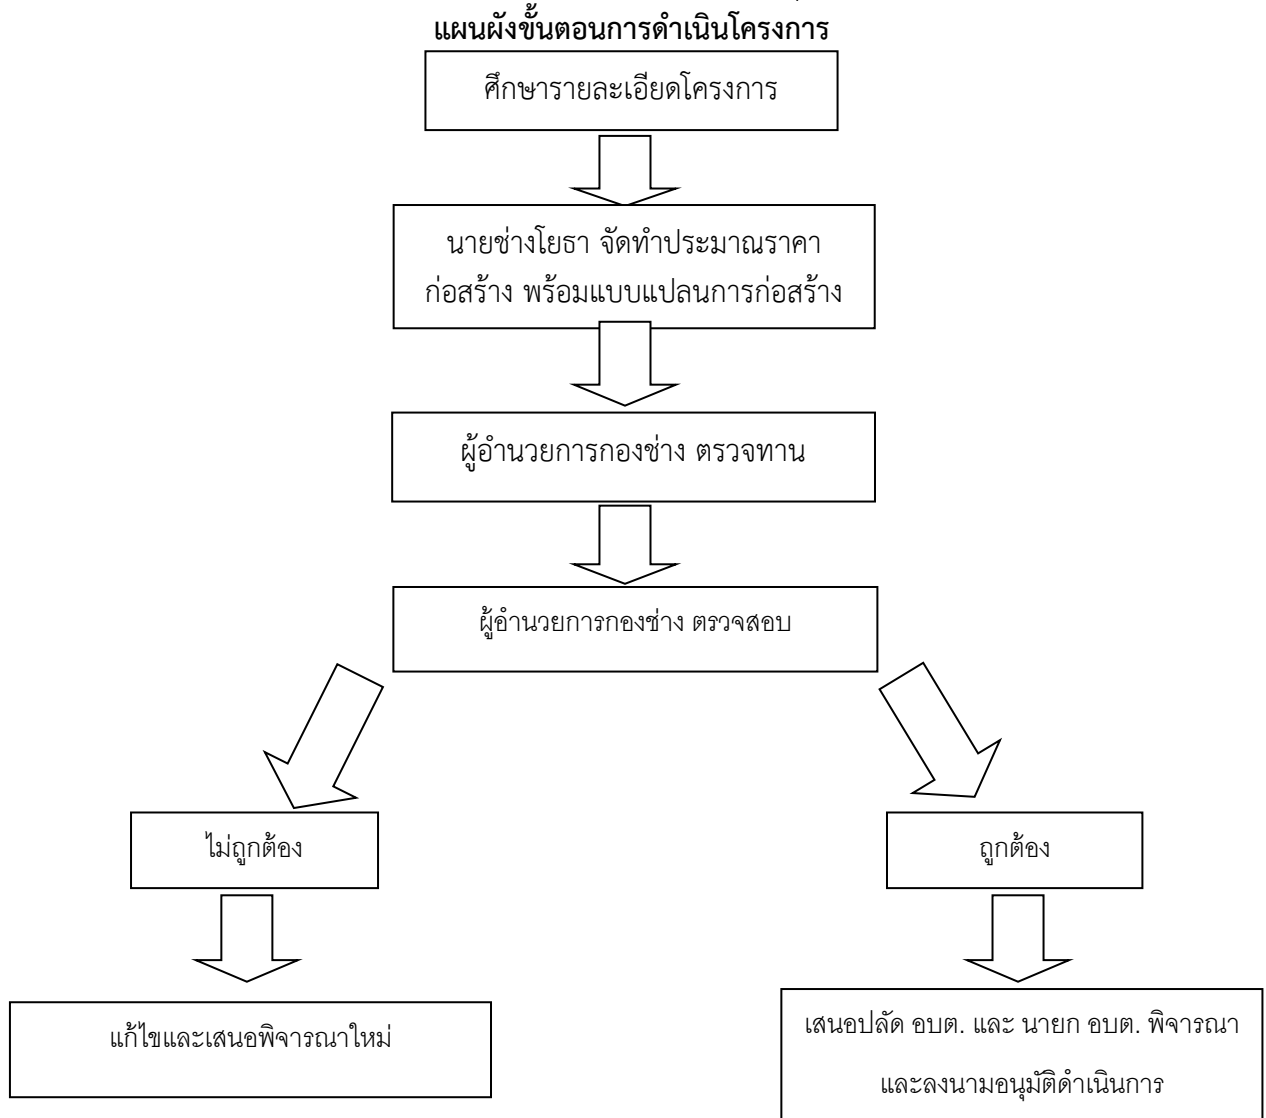 แผนผังขั้นตอนการดำเนินโครงการ
ศึกษารายละเอียดโครงการ
นายช่างโยธา จัดทำประมาณราคา
ก่อสร้าง พร้อมแบบแปลนการก่อสร้าง
ผู้อำนวยการกองช่าง ตรวจทาน
ผู้อำนวยการกองช่าง ตรวจสอบ
ไม่ถูกต้อง
ถูกต้อง
แก้ไขและเสนอพิจารณาใหม่
เสนอปลัด อบต. และ นายก อบต. พิจารณา
และลงนามอนุมัติดำเนินการ